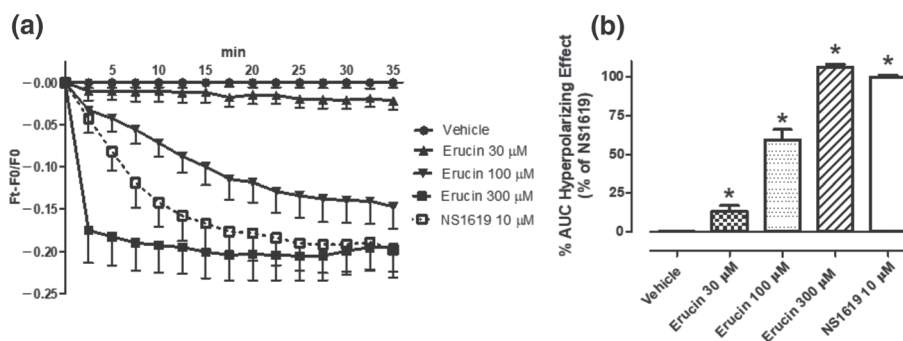 (a)
min
5 10 15 20 25 30 35
−0.00
−0.05
−0.10
−0.15
−0.20
−0.25
Ft-F0/F0
Vehicle
Erucin 30 µM
Erucin 100 µM
Erucin 300 µM
NS1619 10 µM
(b)
% AUC Hyperpolarizing Effect
(% of NS1619)
100
75
50
25
0
* * * *
Vehicle
Erucin 30 µM
Erucin 100 µM
Erucin 300 µM
NS1619 10 µM